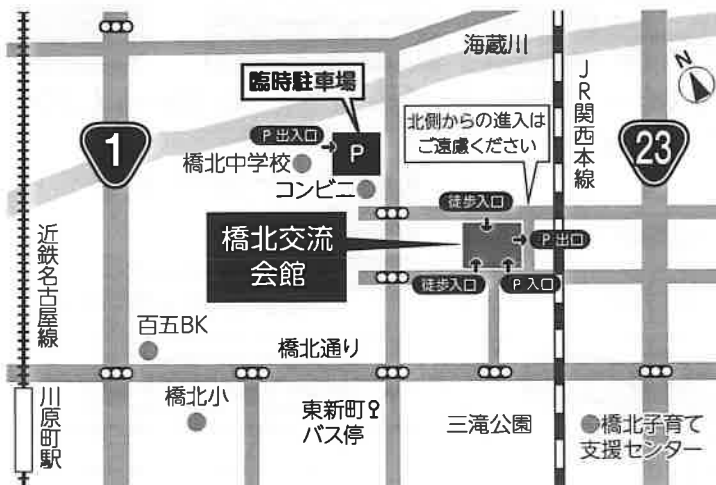 海蔵川
N
1
臨時駐車場
P 出入口
P
橋北中学校
コンビニ
北側からの進入は
ご遠慮ください
JR関西本線
23
徒歩入口
橋北交流
会館
P 出口
徒歩入口
P 入口
近鉄名古屋線
百五BK
橋北通り
川原町駅
橋北小
東新町
バス停
三滝公園
橋北子育て
支援センター